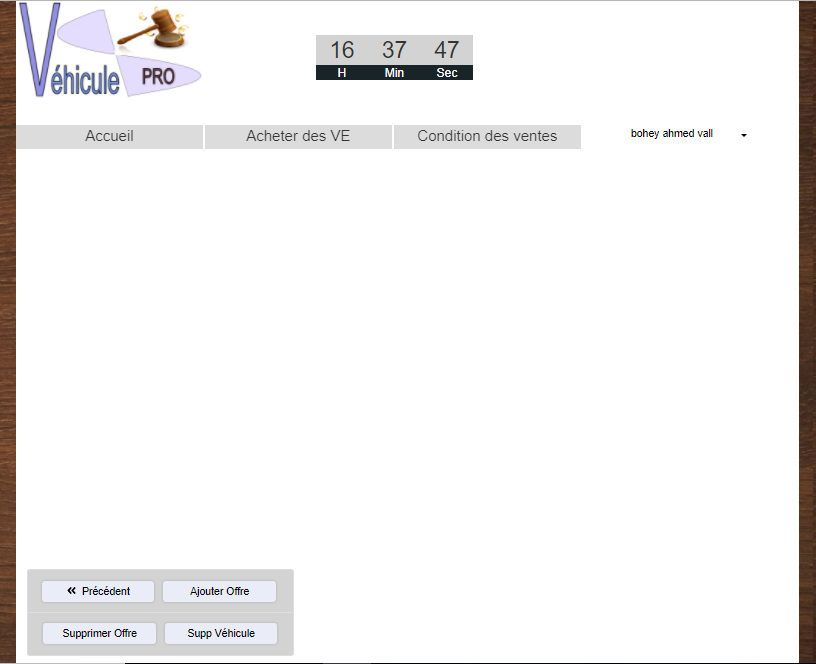 Véhicule PRO
16 37 47
H Min Sec
Accueil Acheter des VE Condition des ventes bohey ahmed vall
Précédent Ajouter Offre
Supprimer Offre Supp Véhicule